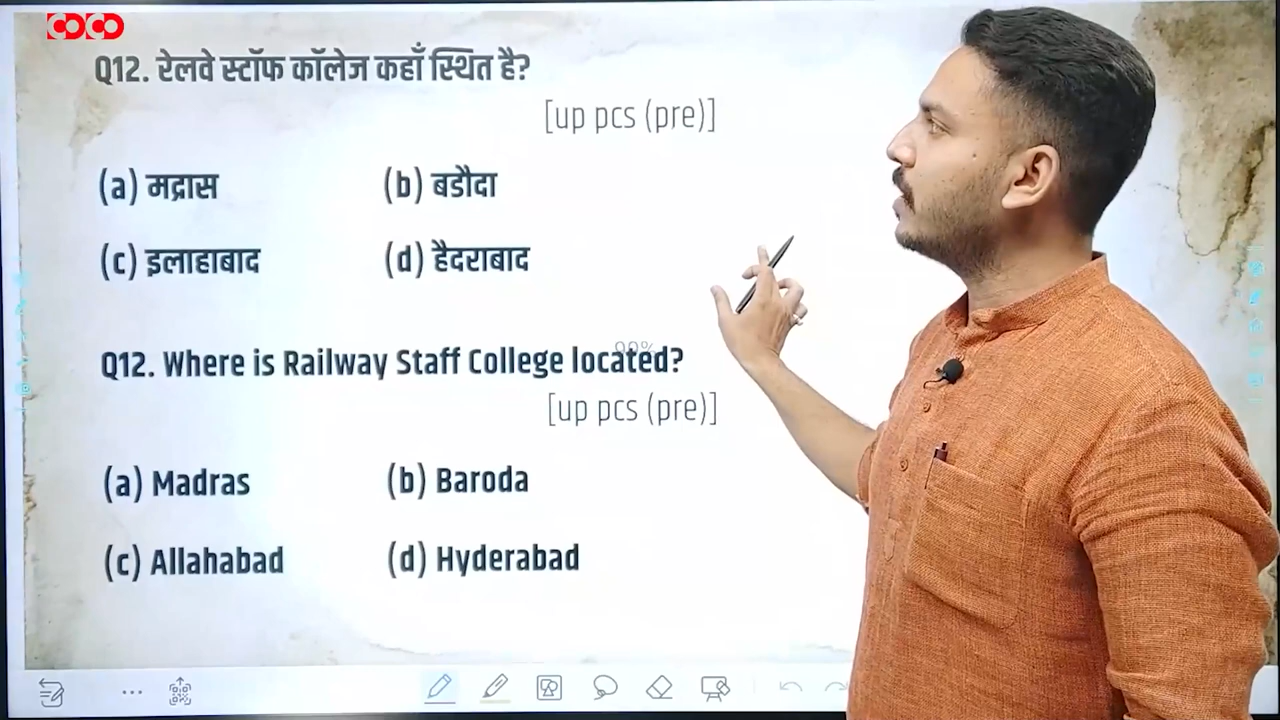 COCO
Q12. रेलवे स्टॉफ कॉलेज कहाँ स्थित है?
[up pcs (pre)]
(a) मद्रास (b) बडौदा
(c) इलाहाबाद (d) हैदराबाद
Q12. Where is Railway Staff College located?
[up pcs (pre)]
(a) Madras (b) Baroda
(c) Allahabad (d) Hyderabad